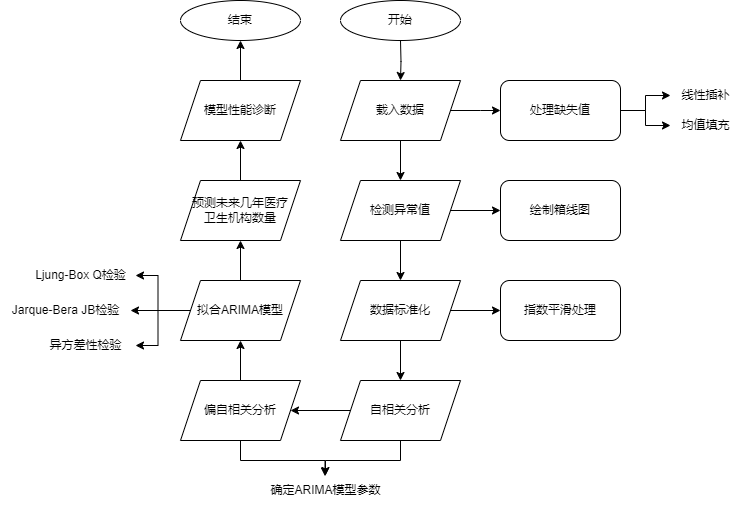 结束
开始
模型性能诊断
载入数据
处理缺失值
线性插补
均值填充
预测未来几年医疗
卫生机构数量
检测异常值
绘制箱线图
Ljung-Box Q检验
Jarque-Bera JB检验
异方差性检验
拟合ARIMA模型
数据标准化
指数平滑处理
偏自相关分析
自相关分析
确定ARIMA模型参数